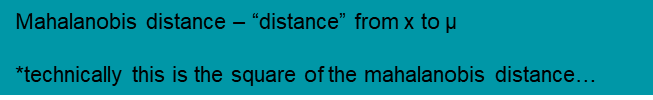 Mahalanobis distance – “distance” from x to μ
*technically this is the square of the mahalanobis distance…